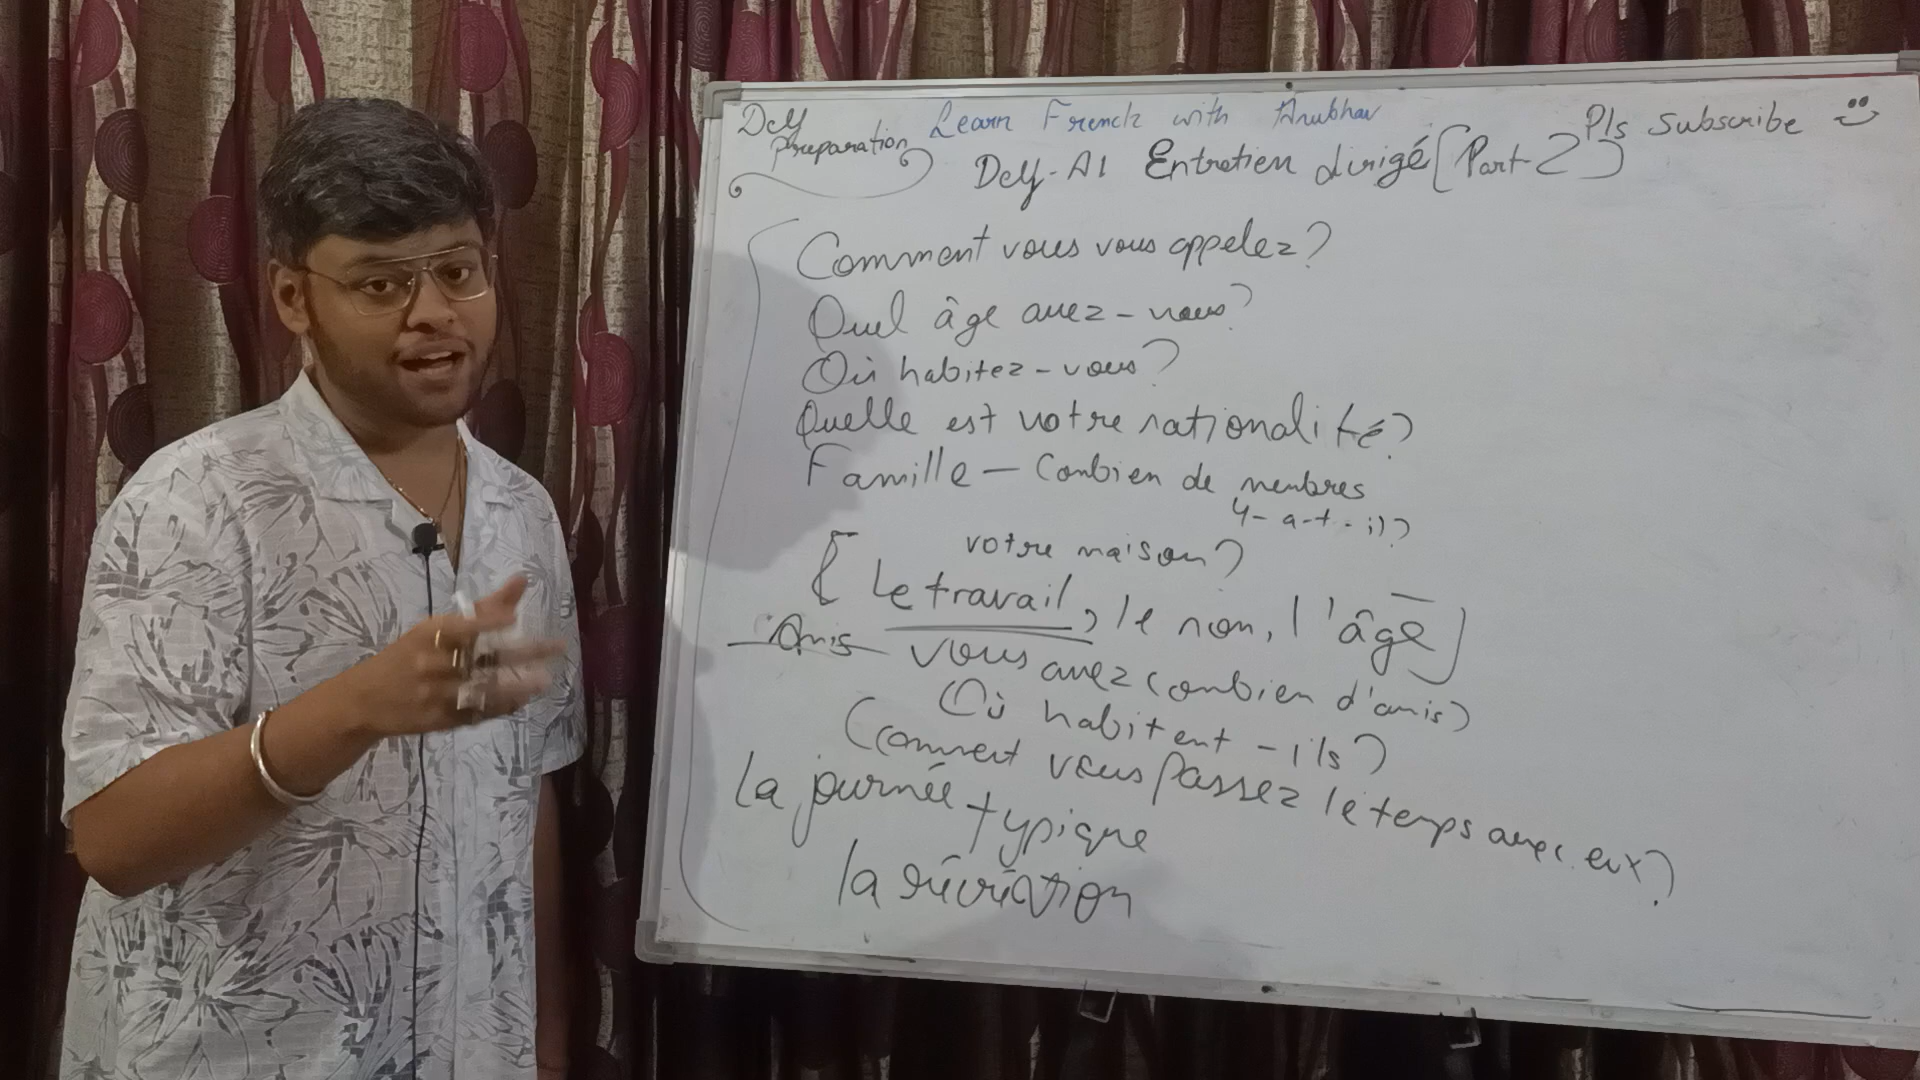 Delf Preparation
Learn French with Anubhav
Pls Subscribe
Delf-A1 Entretien dirigé [Part-2]
Comment vous vous appelez?
Quel âge avez-vous?
Où habitez-vous?
Quelle est votre nationalité?
Famille — Combien de membres
y-a-t-il?
votre maison?
[Le travail, le nom, l'âge]
Amis vous avez combien d'amis)
Où habitent-ils?
(Comment vous passez le temps avec eux?
La journée typique
la récréation